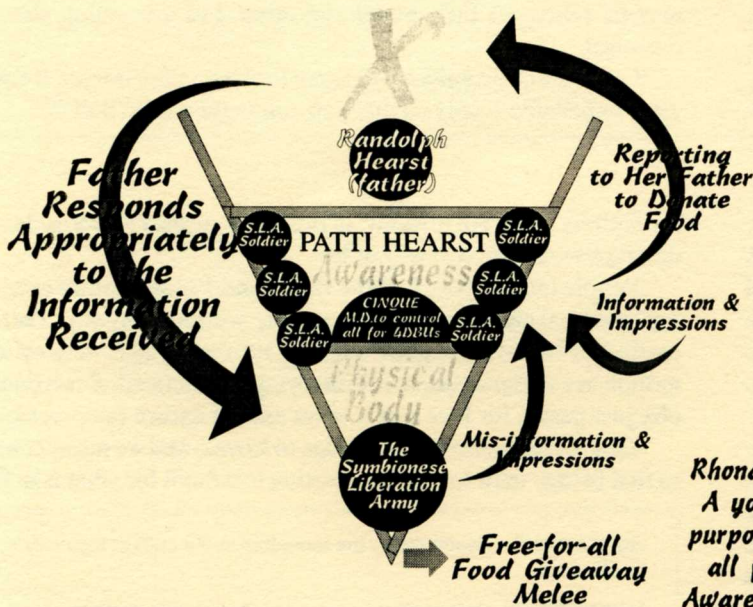 X
Randolph
Hearst
(father)
Father
Responds
Appropriately
to the
Information
Received
Reporting
to Her Father
to Donate
Food
S.L.A.
Soldier
PATTI HEARST
S.L.A.
Soldier
Awareness
S.L.A.
Soldier
S.L.A.
Soldier
CINQUE
M.D.to control
all for 4DBUs
S.L.A.
Soldier
S.L.A.
Soldier
Information &
Impressions
Physical
Body
The
Symbionese
Liberation
Army
Mis-information &
Impressions
Free-for-all
Food Giveaway
Melee
A
all